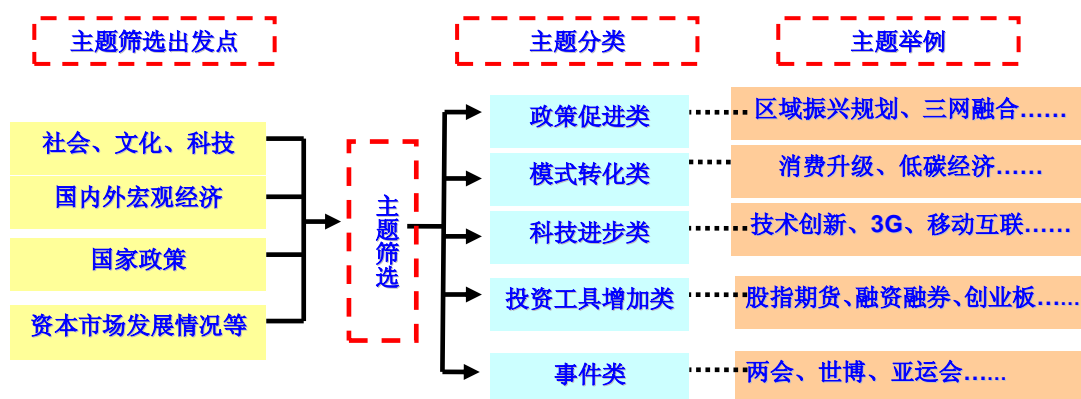 主题筛选出发点
主题分类
主题举例
社会、文化、科技
国内外宏观经济
国家政策
资本市场发展情况等
主题筛选
政策促进类
区域振兴规划、三网融合……
模式转化类
消费升级、低碳经济……
科技进步类
技术创新、3G、移动互联……
投资工具增加类
股指期货、融资融券、创业板……
事件类
两会、世博、亚运会……